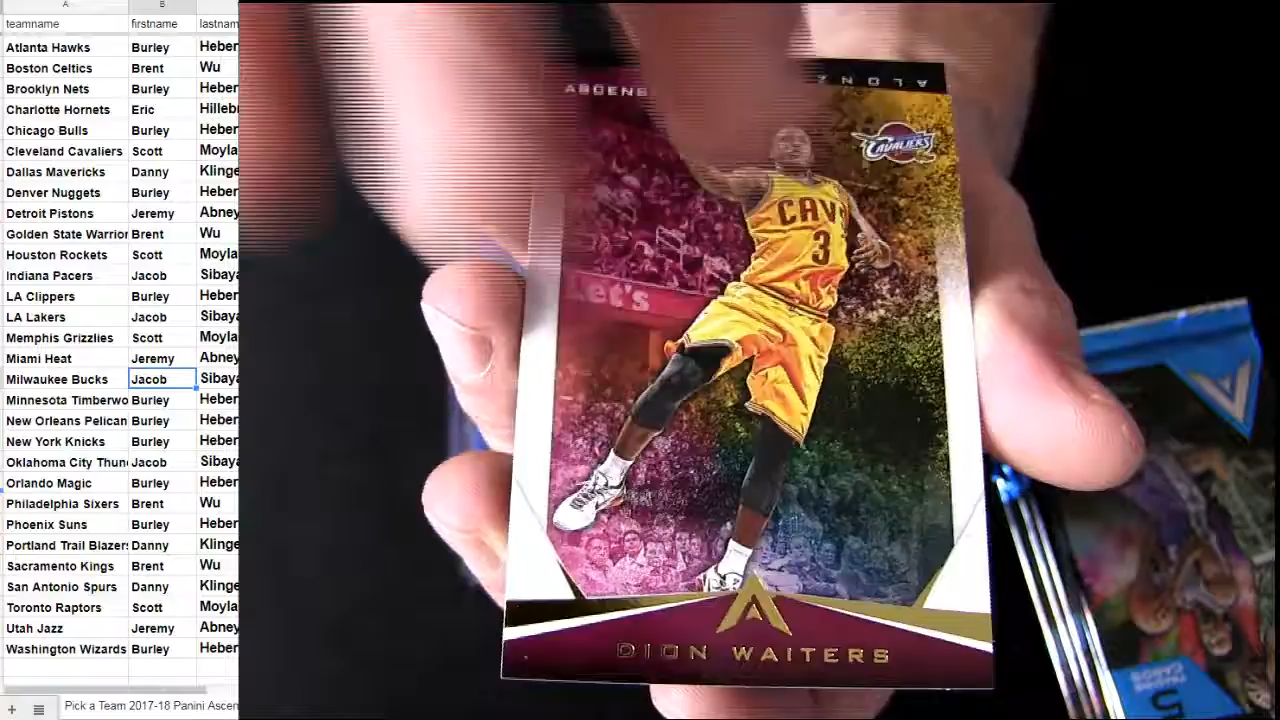 A B
teamname firstname lastnam
Atlanta Hawks Burley Heber
Boston Celtics Brent Wu
Brooklyn Nets Burley Heber
Charlotte Hornets Eric Hillebr
Chicago Bulls Burley Heber
Cleveland Cavaliers Scott Moyla
Dallas Mavericks Danny Klinge
Denver Nuggets Burley Heber
Detroit Pistons Jeremy Abney
Golden State Warrior Brent Wu
Houston Rockets Scott Moyla
Indiana Pacers Jacob Sibaya
LA Clippers Burley Heber
LA Lakers Jacob Sibaya
Memphis Grizzlies Scott Moyla
Miami Heat Jeremy Abney
Milwaukee Bucks Jacob Sibaya
Minnesota Timberwo Burley Heber
New Orleans Pelican Burley Heber
New York Knicks Burley Heber
Oklahoma City Thun Jacob Sibaya
Orlando Magic Burley Heber
Philadelphia Sixers Brent Wu
Phoenix Suns Burley Heber
Portland Trail Blazers Danny Klinge
Sacramento Kings Brent Wu
San Antonio Spurs Danny Klinge
Toronto Raptors Scott Moyla
Utah Jazz Jeremy Abney
Washington Wizards Burley Heber
Pick a Team 2017-18 Panini Ascen
ASCENS
ALONZ
CAVALIERS
CAVS
3
Let's
DION WAITERS
5
TRADING
CARDS